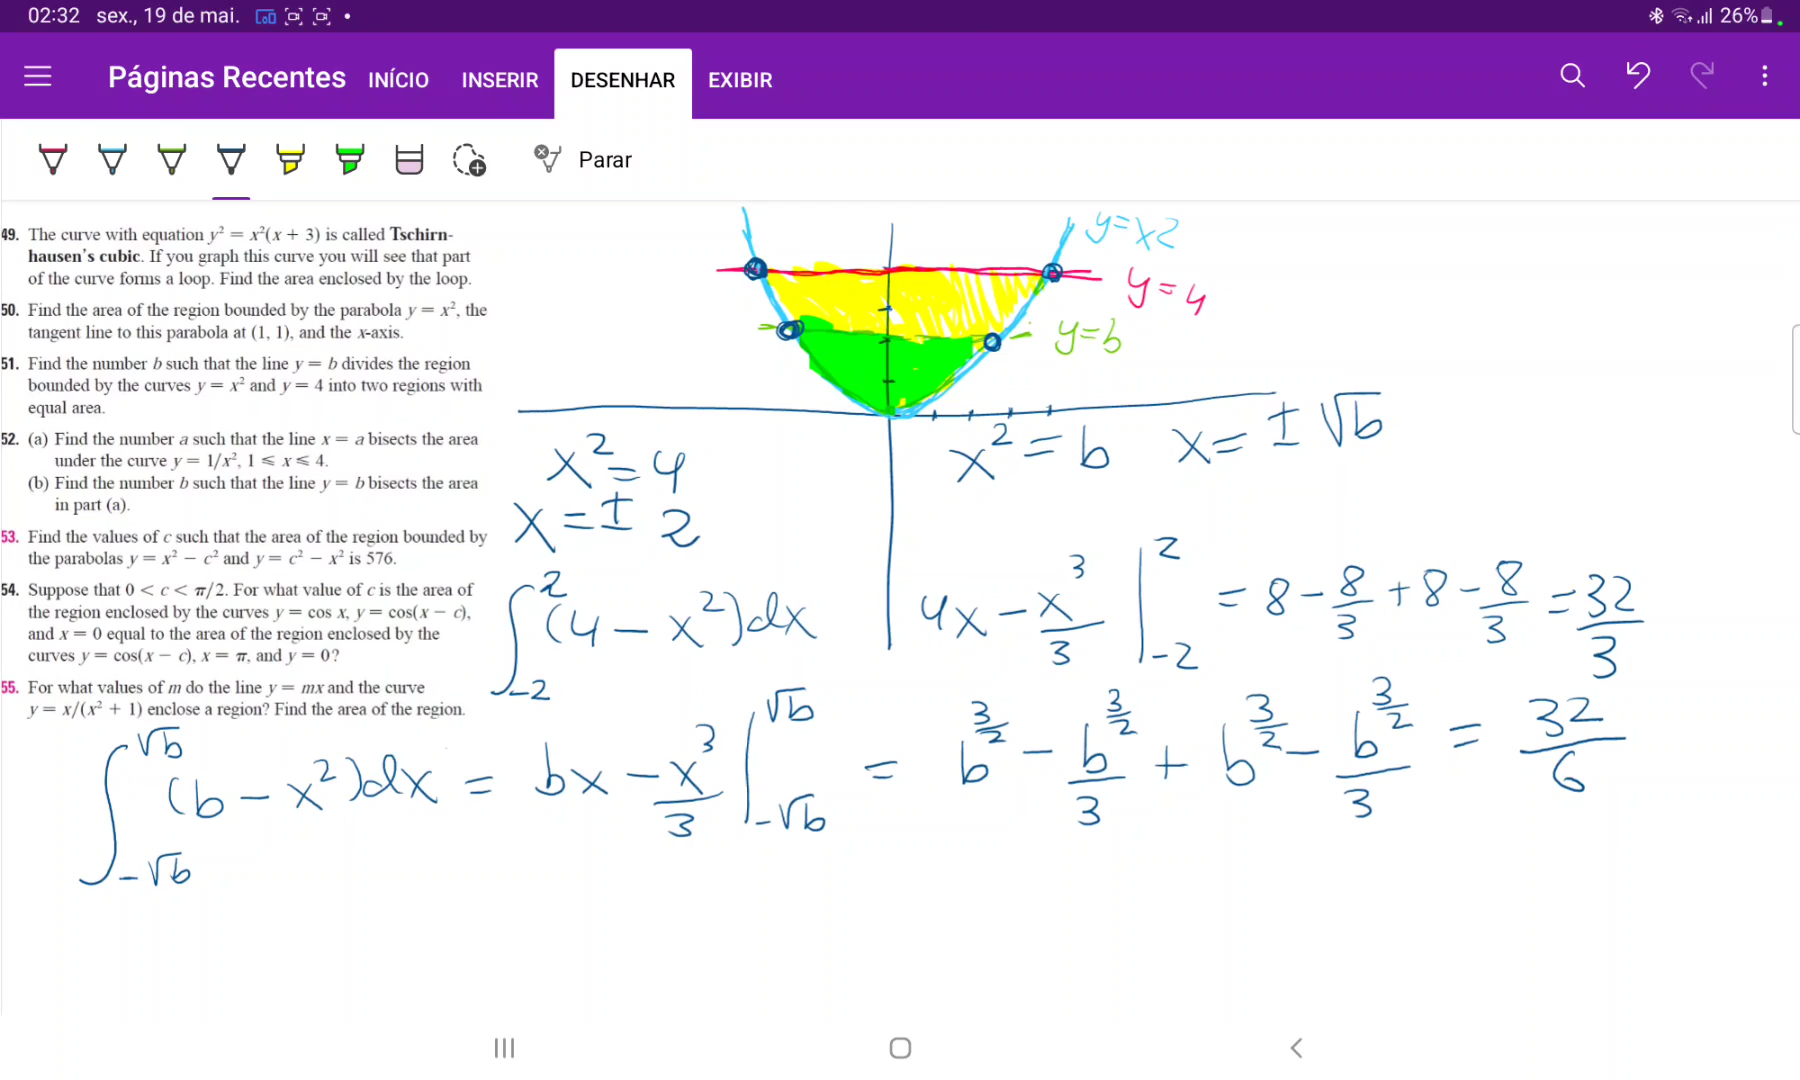 02:32 sex., 19 de mai.
26%
Páginas Recentes INÍCIO INSERIR DESENHAR EXIBIR
Parar
49. The curve with equation y² = x²(x + 3) is called Tschirn-
hausen's cubic. If you graph this curve you will see that part
of the curve forms a loop. Find the area enclosed by the loop.
50. Find the area of the region bounded by the parabola y = x², the
tangent line to this parabola at (1, 1), and the x-axis.
51. Find the number b such that the line y = b divides the region
bounded by the curves y = x² and y = 4 into two regions with
equal area.
52. (a) Find the number a such that the line x = a bisects the area
under the curve y = 1/x², 1 ⩽ x ⩽ 4.
(b) Find the number b such that the line y = b bisects the area
in part (a).
53. Find the values of c such that the area of the region bounded by
the parabolas y = x² − c² and y = c² − x² is 576.
54. Suppose that 0 < c < π/2. For what value of c is the area of
the region enclosed by the curves y = cos x, y = cos(x − c),
and x = 0 equal to the area of the region enclosed by the
curves y = cos(x − c), x = π, and y = 0?
55. For what values of m do the line y = mx and the curve
y = x/(x² + 1) enclose a region? Find the area of the region.
y=x2
y=4
y=b
x²=4
x=±2
x²=b x=±√b
∫_{-2}^{2} (4−x²)dx 4x−x³/3 |_{-2}^{2} = 8−8/3+8−8/3=32/3
∫_{-√b}^{√b} (b−x²)dx = bx−x³/3 |_{-√b}^{√b} = b^{3/2} − b^{3/2}/3 + b^{3/2} − b^{3/2}/3 = 32/6